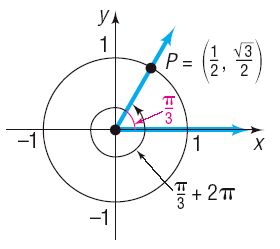 y
1
P = (1/2, √3/2)
π/3
−1
1
x
π/3 + 2π
−1